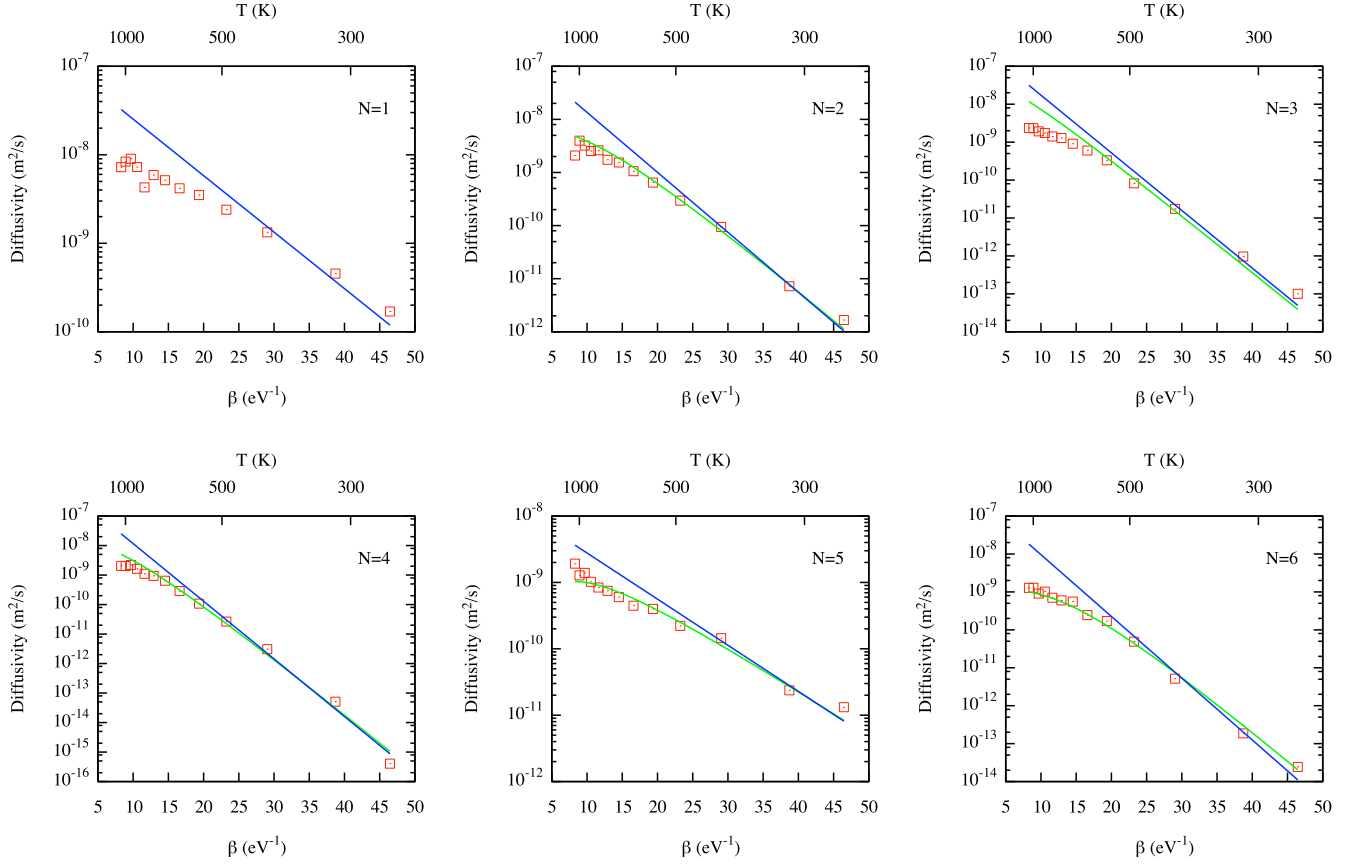 T (K) T (K) T (K)
1000 500 300 1000 500 300 1000 500 300
10⁻⁷ 10⁻⁸ 10⁻⁹ 10⁻¹⁰
Diffusivity (m²/s)
N=1
5 10 15 20 25 30 35 40 45 50
β (eV⁻¹)
10⁻⁷ 10⁻⁸ 10⁻⁹ 10⁻¹⁰ 10⁻¹¹ 10⁻¹²
Diffusivity (m²/s)
N=2
5 10 15 20 25 30 35 40 45 50
β (eV⁻¹)
10⁻⁷ 10⁻⁸ 10⁻⁹ 10⁻¹⁰ 10⁻¹¹ 10⁻¹² 10⁻¹³ 10⁻¹⁴
Diffusivity (m²/s)
N=3
5 10 15 20 25 30 35 40 45 50
β (eV⁻¹)
T (K) T (K) T (K)
1000 500 300 1000 500 300 1000 500 300
10⁻⁷ 10⁻⁸ 10⁻⁹ 10⁻¹⁰ 10⁻¹¹ 10⁻¹² 10⁻¹³ 10⁻¹⁴ 10⁻¹⁵ 10⁻¹⁶
Diffusivity (m²/s)
N=4
5 10 15 20 25 30 35 40 45 50
β (eV⁻¹)
10⁻⁸ 10⁻⁹ 10⁻¹⁰ 10⁻¹¹ 10⁻¹²
Diffusivity (m²/s)
N=5
5 10 15 20 25 30 35 40 45 50
β (eV⁻¹)
10⁻⁷ 10⁻⁸ 10⁻⁹ 10⁻¹⁰ 10⁻¹¹ 10⁻¹² 10⁻¹³ 10⁻¹⁴
Diffusivity (m²/s)
N=6
5 10 15 20 25 30 35 40 45 50
β (eV⁻¹)